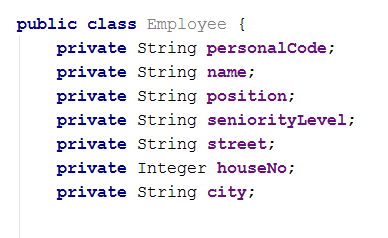 public class Employee {
private String personalCode;
private String name;
private String position;
private String seniorityLevel;
private String street;
private Integer houseNo;
private String city;